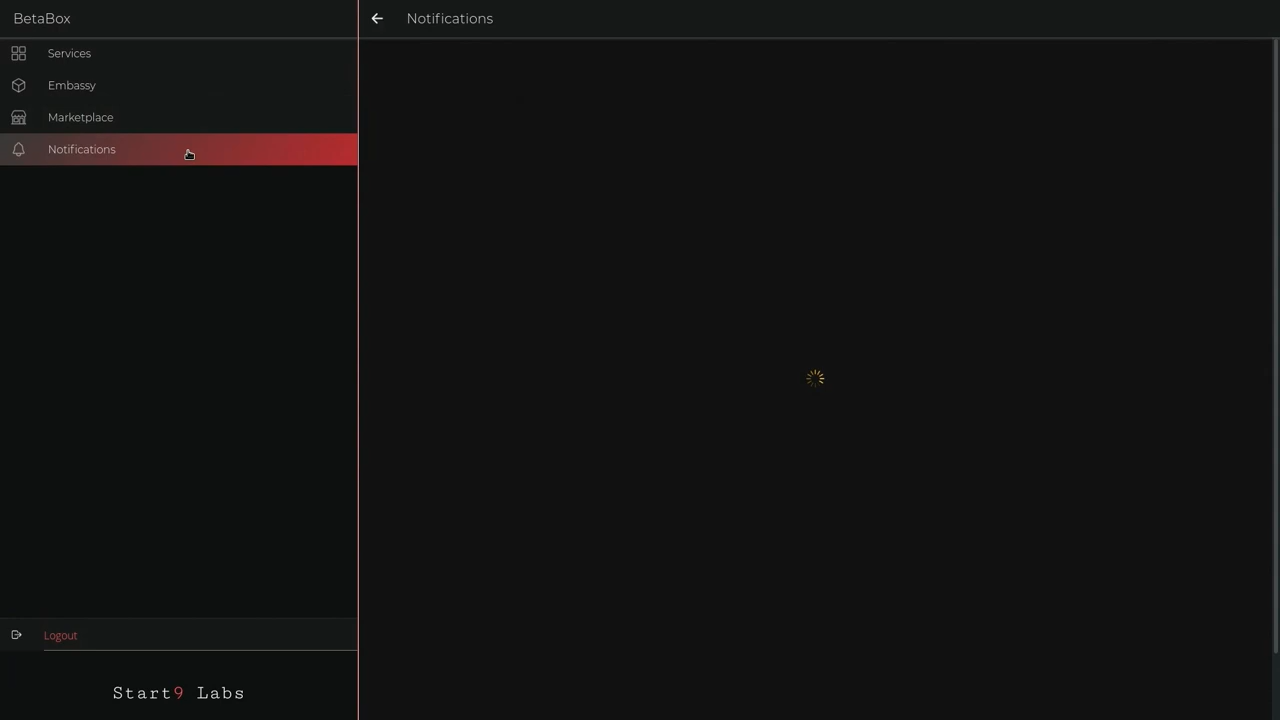 BetaBox
Services
Embassy
Marketplace
Notifications
Logout
Start9 Labs
Notifications